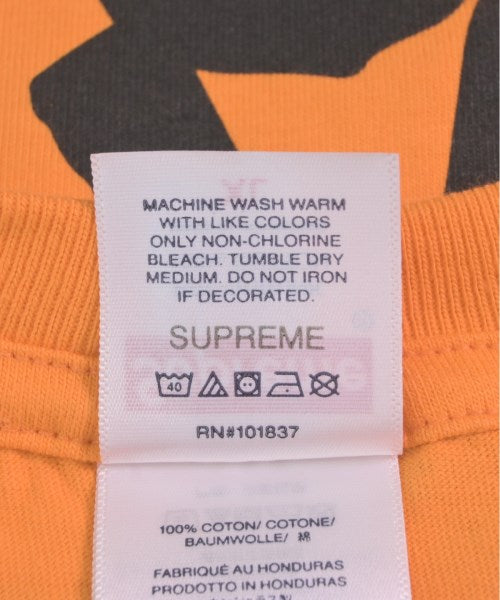 MACHINE WASH WARM
WITH LIKE COLORS
ONLY NON-CHLORINE
BLEACH. TUMBLE DRY
MEDIUM. DO NOT IRON
IF DECORATED.
SUPREME
40
RN#101837
100% COTTON/ COTONE/
BAUMWOLLE/ 綿
FABRIQUÉ AU HONDURAS
PRODOTTO IN HONDURAS